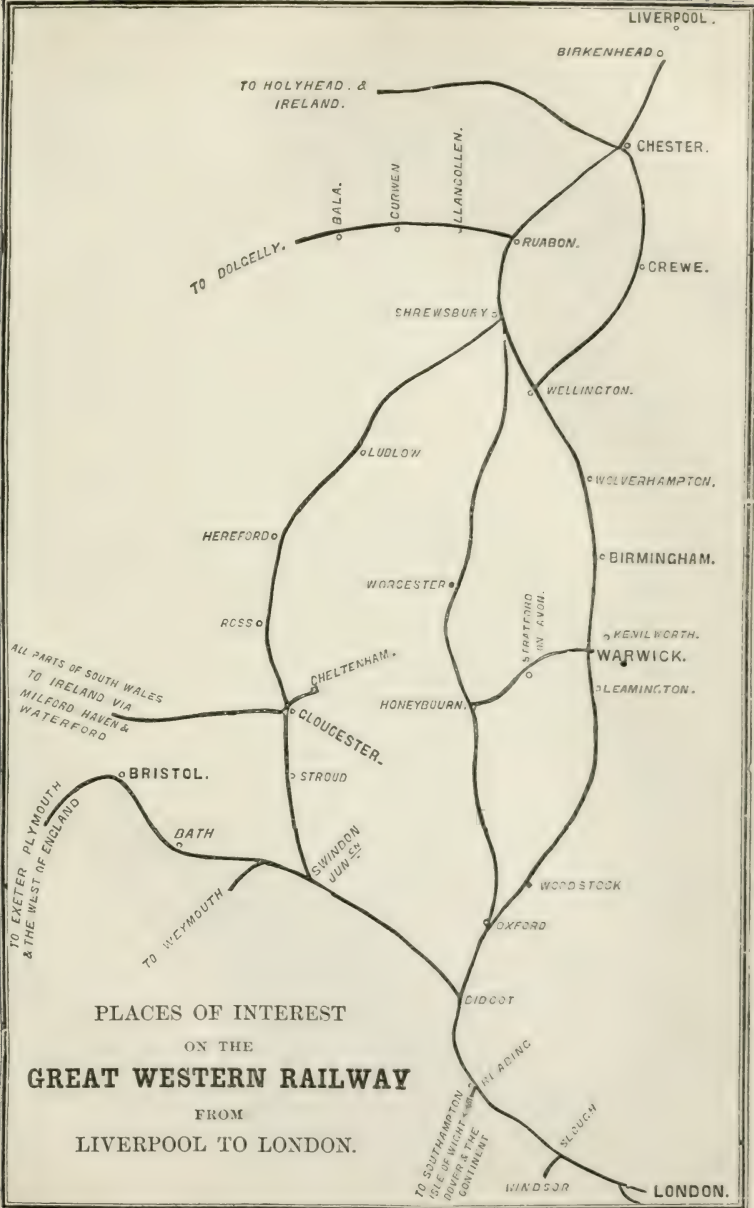 LIVERPOOL.
BIRKENHEAD
TO HOLYHEAD. &
IRELAND.
CHESTER.
BALA.
CURWEN
LLANCOLLEN.
TO DOLGELLY.
RUABON.
CREWE.
SHREWSBURY
WELLINGTON.
LUDLOW
WOLVERHAMPTON.
HEREFORD
BIRMINGHAM.
WORCESTER
STRATFORD
ON AVON.
ROSS
KENILWORTH.
WARWICK.
ALL PARTS OF SOUTH WALES
TO IRELAND VIA
MILFORD HAVEN &
WATERFORD
CHELTENHAM.
LEAMINGTON.
HONEYBOURN.
GLOUCESTER.
BRISTOL.
STROUD
TO EXETER PLYMOUTH
& THE WEST OF ENGLAND
BATH
SWINDON
JUNCN
TO WEYMOUTH
WOODSTOCK
OXFORD
DIDCOT
PLACES OF INTEREST
ON THE
GREAT WESTERN RAILWAY
FROM
LIVERPOOL TO LONDON.
READING
TO SOUTHAMPTON
ISLE OF WIGHT
DOVER & THE
CONTINENT
SLOUGH
WINDSOR
LONDON.